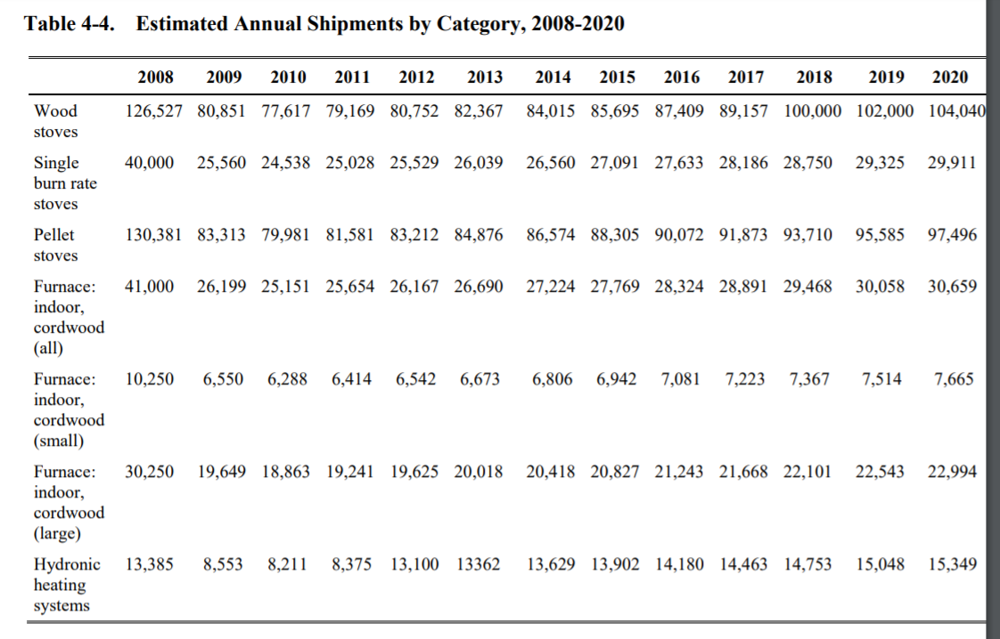 Table 4-4. Estimated Annual Shipments by Category, 2008-2020
2008 2009 2010 2011 2012 2013 2014 2015 2016 2017 2018 2019 2020
Wood 126,527 80,851 77,617 79,169 80,752 82,367 84,015 85,695 87,409 89,157 100,000 102,000 104,040
stoves
Single 40,000 25,560 24,538 25,028 25,529 26,039 26,560 27,091 27,633 28,186 28,750 29,325 29,911
burn rate
stoves
Pellet 130,381 83,313 79,981 81,581 83,212 84,876 86,574 88,305 90,072 91,873 93,710 95,585 97,496
stoves
Furnace: 41,000 26,199 25,151 25,654 26,167 26,690 27,224 27,769 28,324 28,891 29,468 30,058 30,659
indoor,
cordwood
(all)
Furnace: 10,250 6,550 6,288 6,414 6,542 6,673 6,806 6,942 7,081 7,223 7,367 7,514 7,665
indoor,
cordwood
(small)
Furnace: 30,250 19,649 18,863 19,241 19,625 20,018 20,418 20,827 21,243 21,668 22,101 22,543 22,994
indoor,
cordwood
(large)
Hydronic 13,385 8,553 8,211 8,375 13,100 13362 13,629 13,902 14,180 14,463 14,753 15,048 15,349
heating
systems